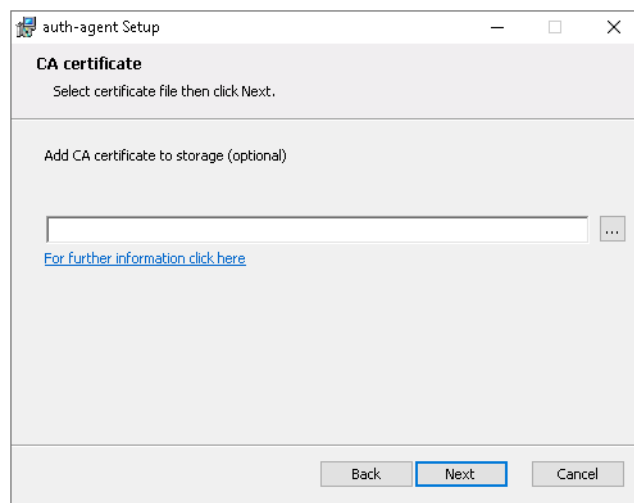 auth-agent Setup
CA certificate
Select certificate file then click Next.
Add CA certificate to storage (optional)
...
For further information click here
Back Next Cancel